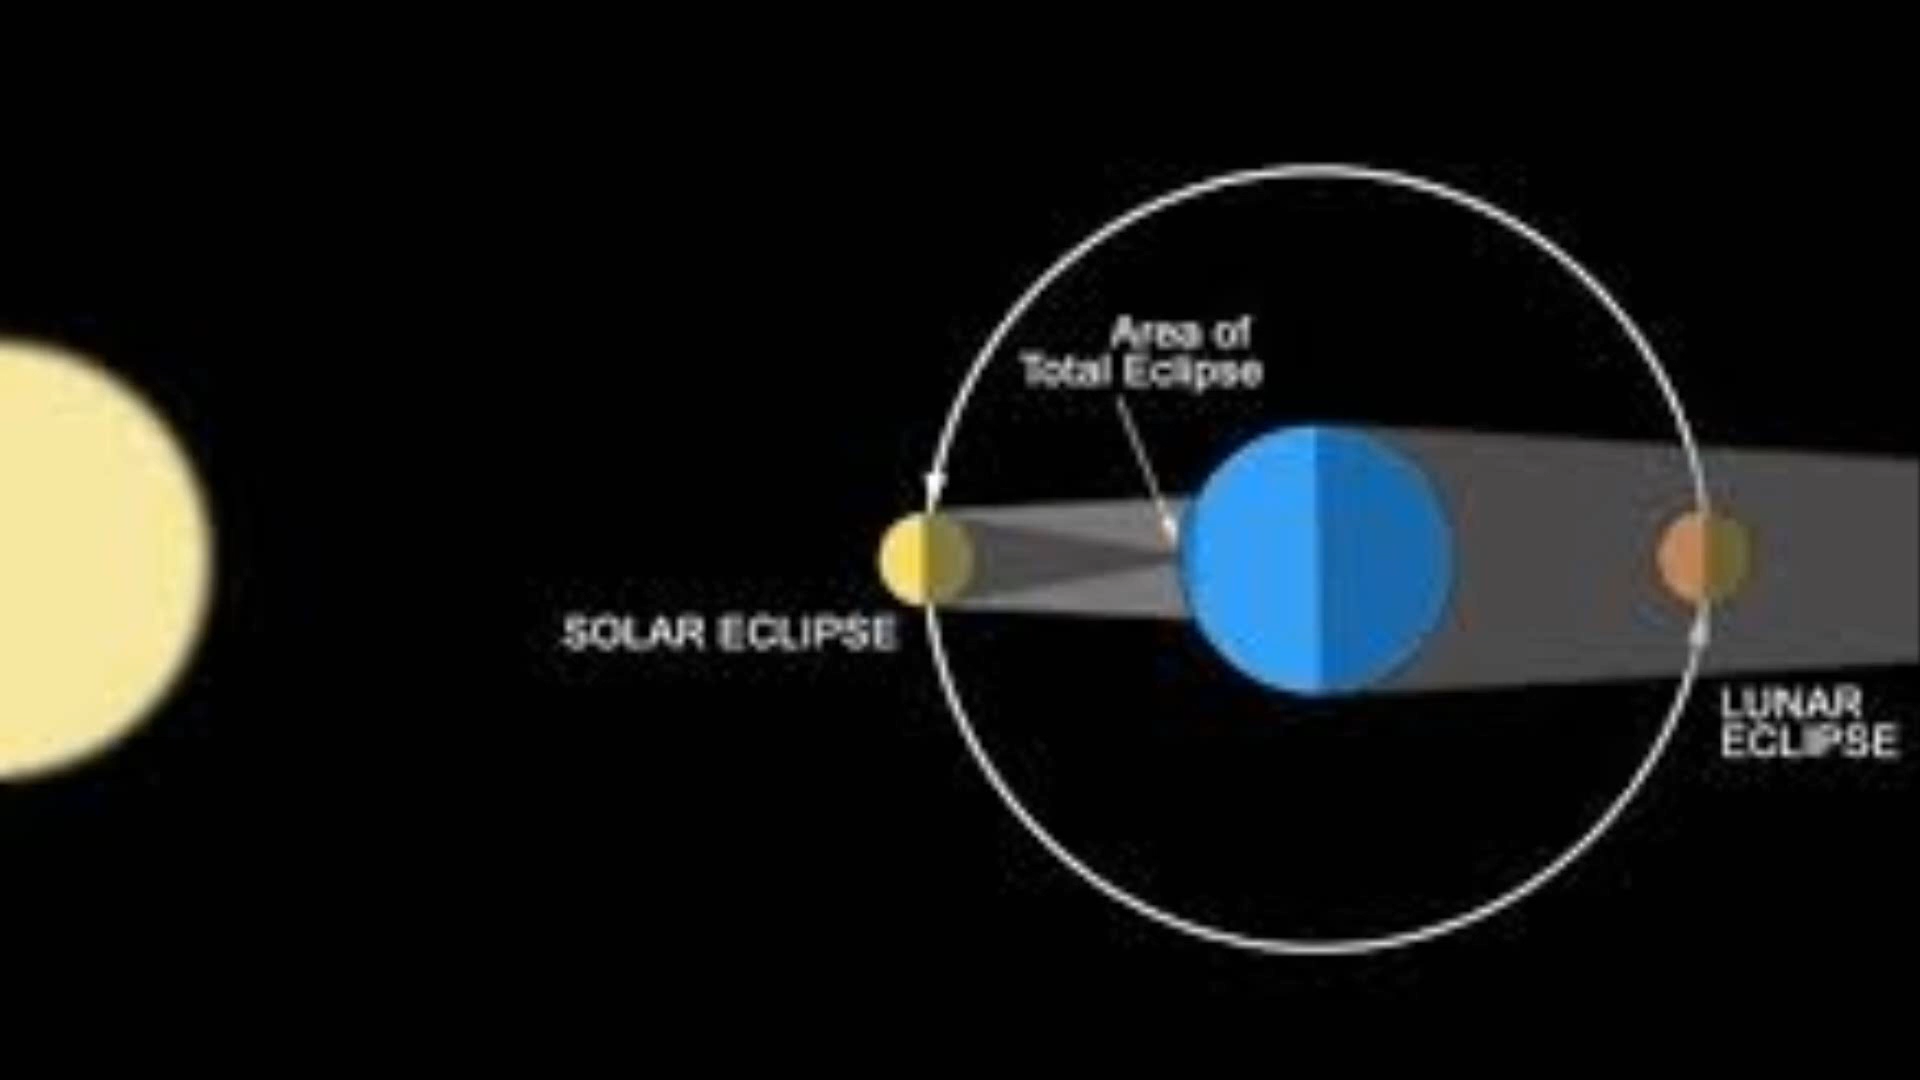 Area of
Total Eclipse
SOLAR ECLIPSE
LUNAR
ECLIPSE